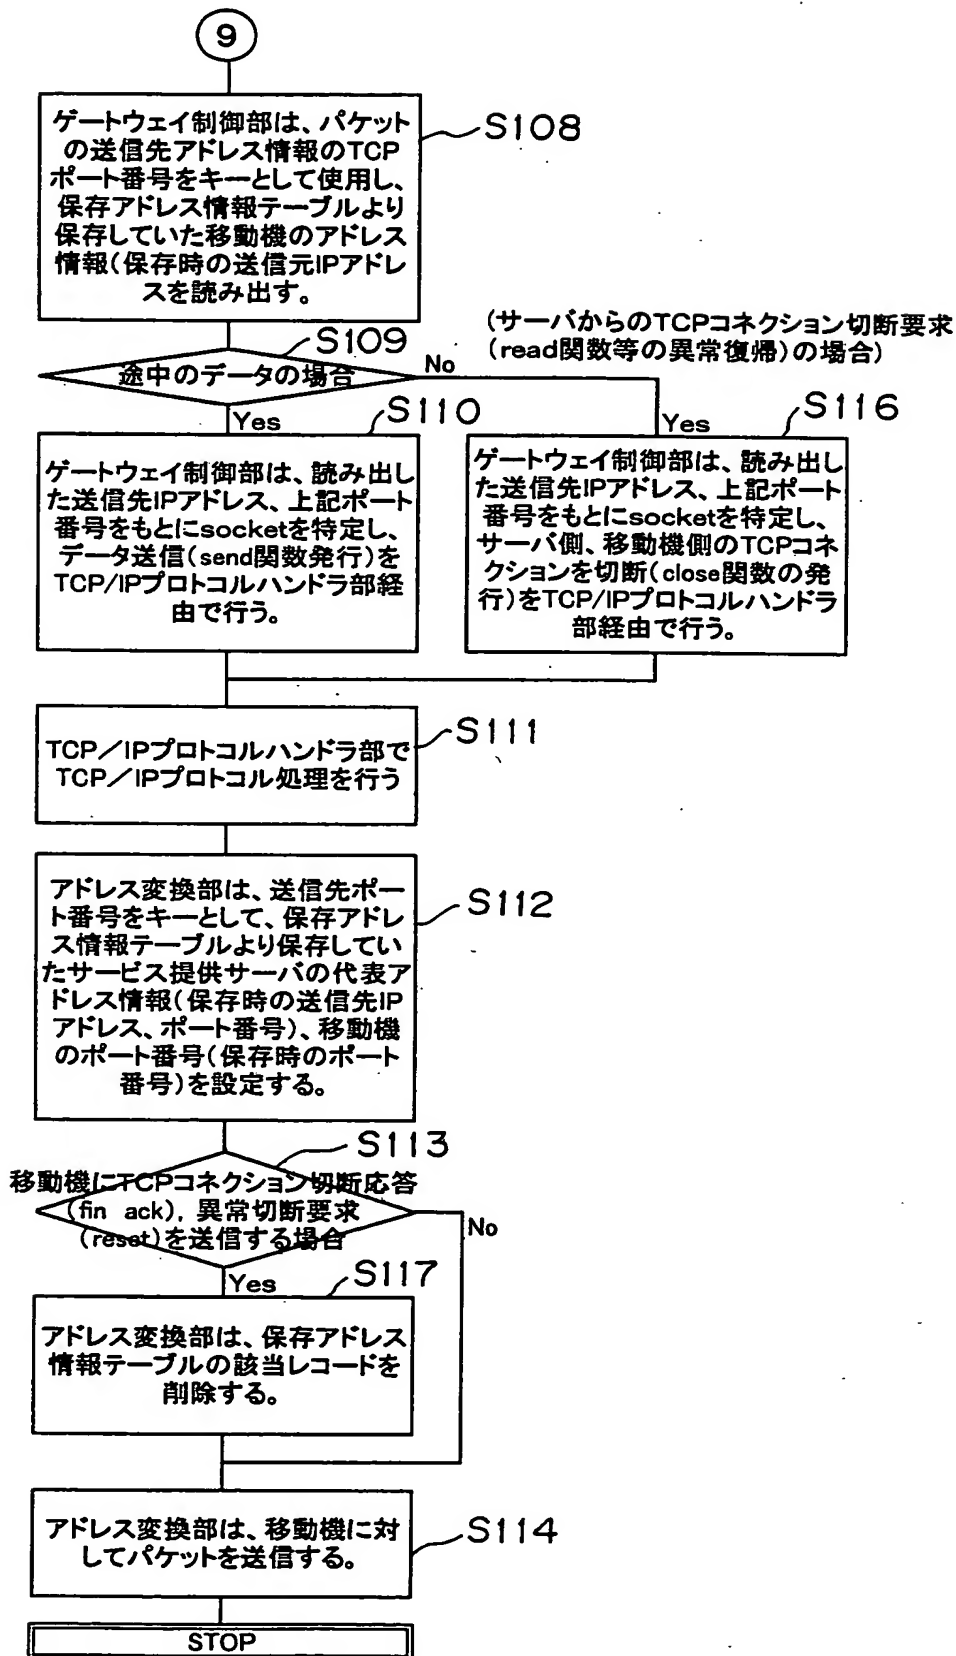 9
ゲートウェイ制御部は、パケット
の送信先アドレス情報のTCP
ポート番号をキーとして使用し、
保存アドレス情報テーブルより
保存していた移動機のアドレス
情報(保存時の送信元IPアドレ
スを読み出す。
S108
(サーバからのTCPコネクション切断要求
(read関数等の異常復帰)の場合)
S109
途中のデータの場合
No
Yes
S110
ゲートウェイ制御部は、読み出し
た送信先IPアドレス、上記ポート
番号をもとにsocketを特定し、
データ送信(send関数発行)を
TCP/IPプロトコルハンドラ部経
由で行う。
Yes
S116
ゲートウェイ制御部は、読み出し
た送信先IPアドレス、上記ポート
番号をもとにsocketを特定し、
サーバ側、移動機側のTCPコネ
クションを切断(close関数の発
行)をTCP/IPプロトコルハンドラ
部経由で行う。
S111
TCP/IPプロトコルハンドラ部で
TCP/IPプロトコル処理を行う
アドレス変換部は、送信先ポー
ト番号をキーとして、保存アドレ
ス情報テーブルより保存してい
たサービス提供サーバの代表ア
ドレス情報(保存時の送信先IP
アドレス、ポート番号)、移動機
のポート番号(保存時のポート
番号)を設定する。
S112
S113
移動機にTCPコネクション切断応答
(fin ack), 異常切断要求
(reset)を送信する場合
No
Yes
S117
アドレス変換部は、保存アドレス
情報テーブルの該当レコードを
削除する。
アドレス変換部は、移動機に対
してパケットを送信する。
S114
STOP